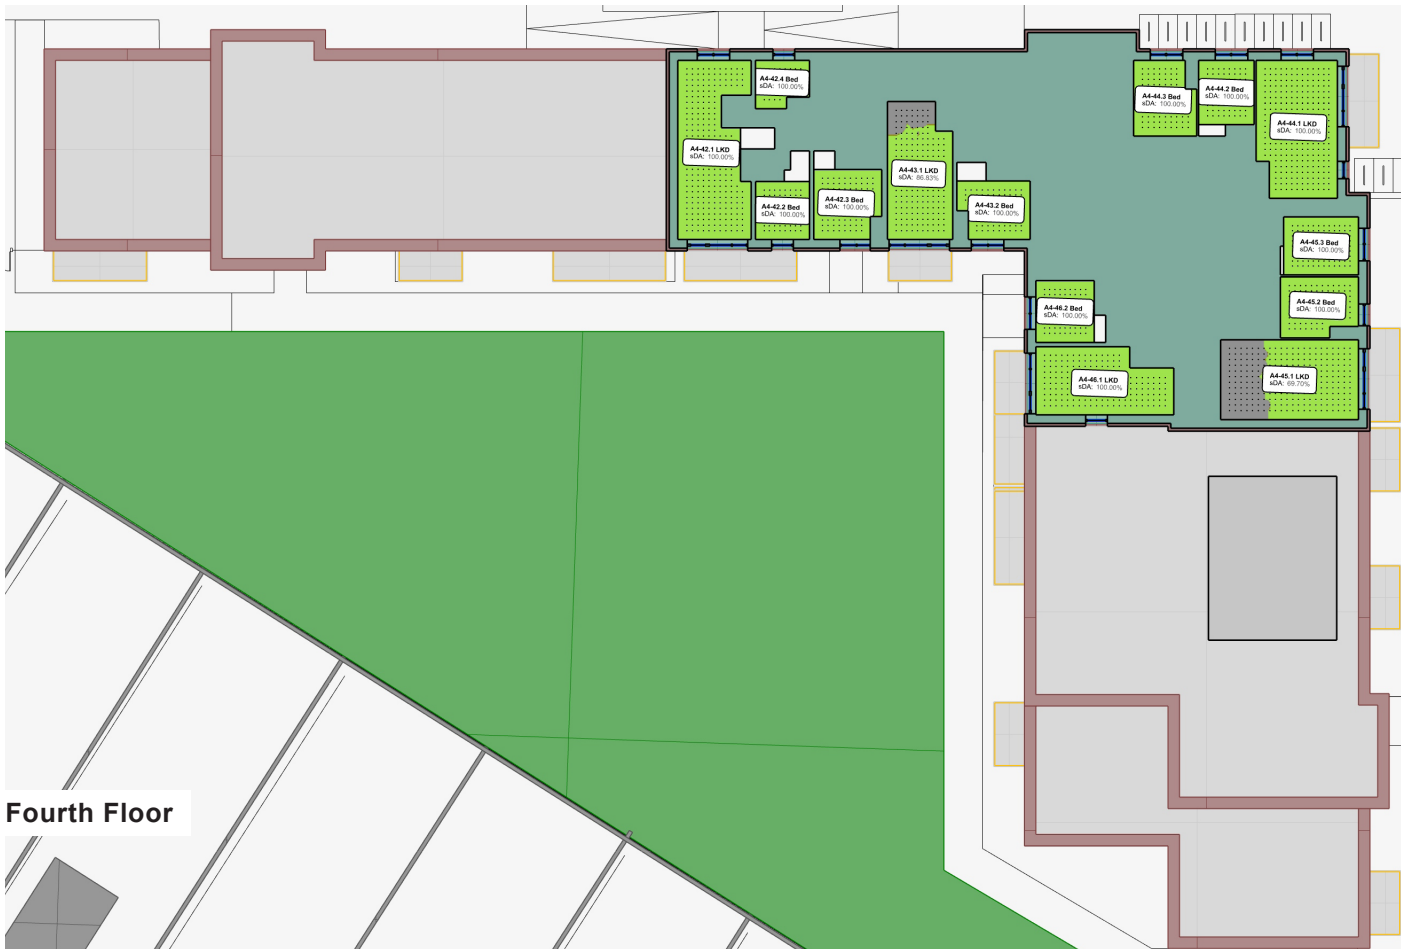 A4-42.4 Bed
sDA: 100.00%
A4-44.3 Bed
sDA: 100.00%
A4-44.2 Bed
sDA: 100.00%
A4-44.1 LKD
sDA: 100.00%
A4-42.1 LKD
sDA: 100.00%
A4-43.1 LKD
sDA: 86.83%
A4-42.2 Bed
sDA: 100.00%
A4-42.3 Bed
sDA: 100.00%
A4-43.2 Bed
sDA: 100.00%
A4-45.3 Bed
sDA: 100.00%
A4-45.2 Bed
sDA: 100.00%
A4-46.2 Bed
sDA: 100.00%
A4-46.1 LKD
sDA: 100.00%
A4-45.1 LKD
sDA: 69.70%
Fourth Floor